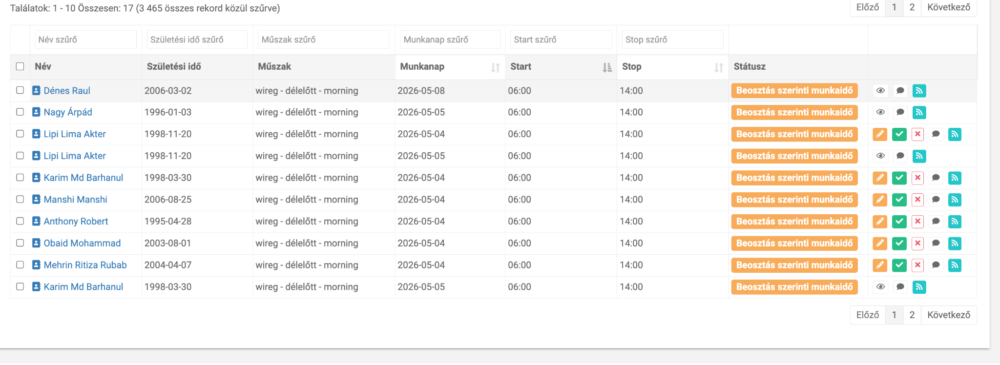 Találatok: 1 - 10 Összesen: 17 (3 465 összes rekord közül szűrve)
Előző 1 2 Következő
Név szűrő Születési idő szűrő Műszak szűrő Munkanap szűrő Start szűrő Stop szűrő
Név Születési idő Műszak Munkanap Start Stop Státusz
Dénes Raul 2006-03-02 wireg - délelőtt - morning 2026-05-08 06:00 14:00 Beosztás szerinti munkaidő
Nagy Árpád 1996-01-03 wireg - délelőtt - morning 2026-05-05 06:00 14:00 Beosztás szerinti munkaidő
Lipi Lima Akter 1998-11-20 wireg - délelőtt - morning 2026-05-04 06:00 14:00 Beosztás szerinti munkaidő
Lipi Lima Akter 1998-11-20 wireg - délelőtt - morning 2026-05-05 06:00 14:00 Beosztás szerinti munkaidő
Karim Md Barhanul 1998-03-30 wireg - délelőtt - morning 2026-05-04 06:00 14:00 Beosztás szerinti munkaidő
Manshi Manshi 2006-08-25 wireg - délelőtt - morning 2026-05-04 06:00 14:00 Beosztás szerinti munkaidő
Anthony Robert 1995-04-28 wireg - délelőtt - morning 2026-05-04 06:00 14:00 Beosztás szerinti munkaidő
Obaid Mohammad 2003-08-01 wireg - délelőtt - morning 2026-05-04 06:00 14:00 Beosztás szerinti munkaidő
Mehrin Ritiza Rubab 2004-04-07 wireg - délelőtt - morning 2026-05-04 06:00 14:00 Beosztás szerinti munkaidő
Karim Md Barhanul 1998-03-30 wireg - délelőtt - morning 2026-05-05 06:00 14:00 Beosztás szerinti munkaidő
Előző 1 2 Következő